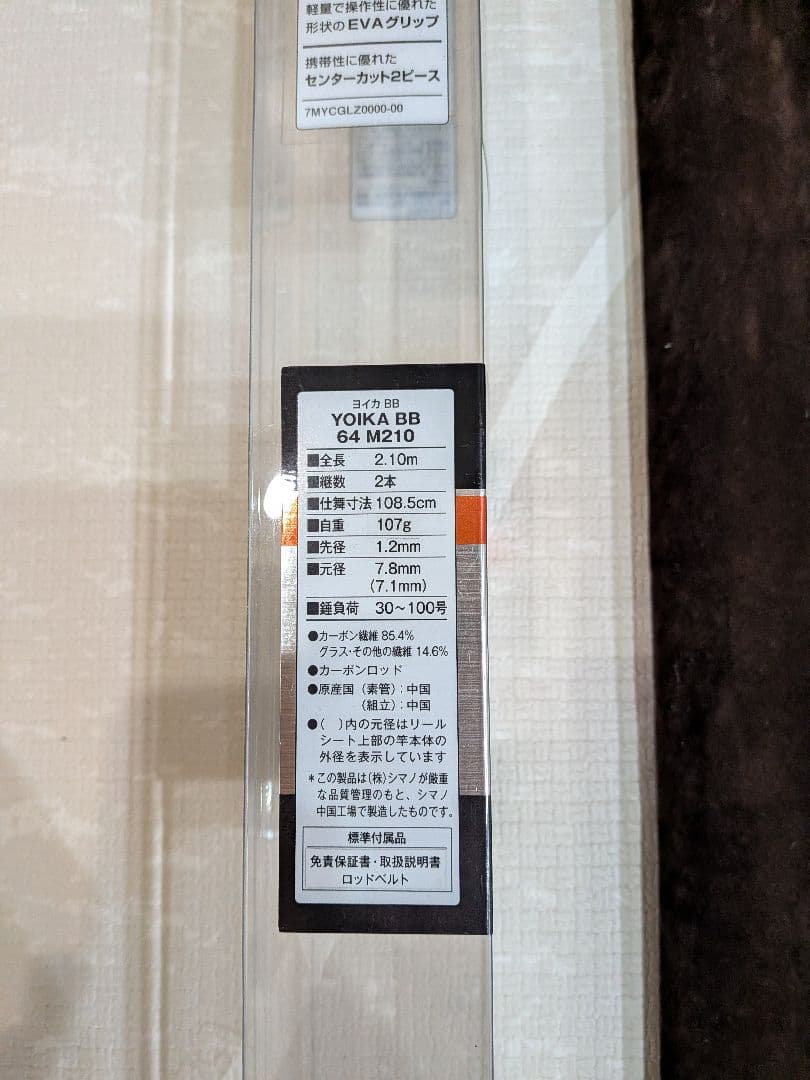 軽量で操作性に優れた
形状のEVAグリップ
携帯性に優れた
センターカット2ピース
7MYCGLZ0000-00
ヨイカ BB
YOIKA BB
64 M210
■全長 2.10m
■継数 2本
■仕舞寸法 108.5cm
■自重 107g
■先径 1.2mm
■元径 7.8mm
(7.1mm)
■錘負荷 30～100号
●カーボン繊維 85.4%
グラス・その他の繊維 14.6%
●カーボンロッド
●原産国(素管):中国
(組立):中国
●( )内の元径はリール
シート上部の竿本体の
外径を表示しています
*この製品は(株)シマノが厳重
な品質管理のもと、シマノ
中国工場で製造したものです。
標準付属品
免責保証書・取扱説明書
ロッドベルト